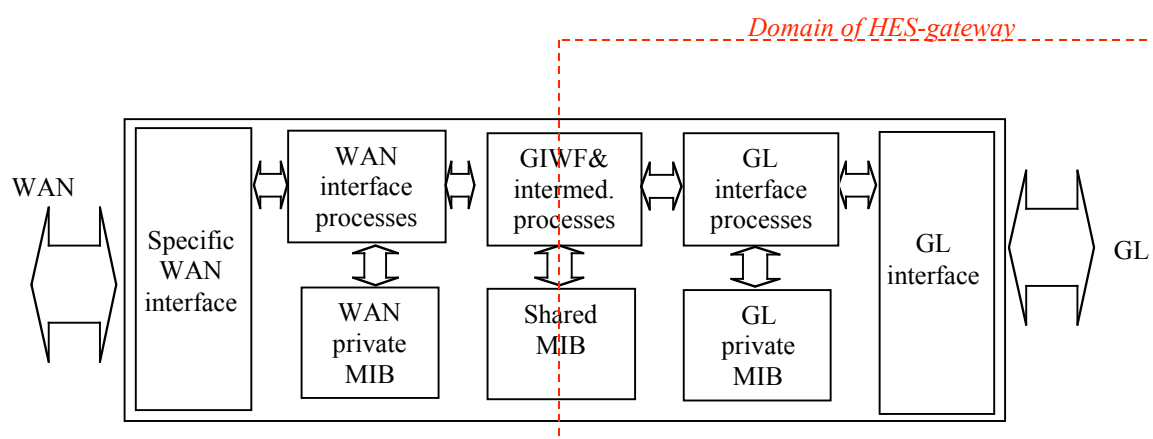 Domain of HES-gateway
WAN
Specific
WAN
interface
WAN
interface
processes
GIWF&
intermed.
processes
GL
interface
processes
GL
interface
GL
WAN
private
MIB
Shared
MIB
GL
private
MIB